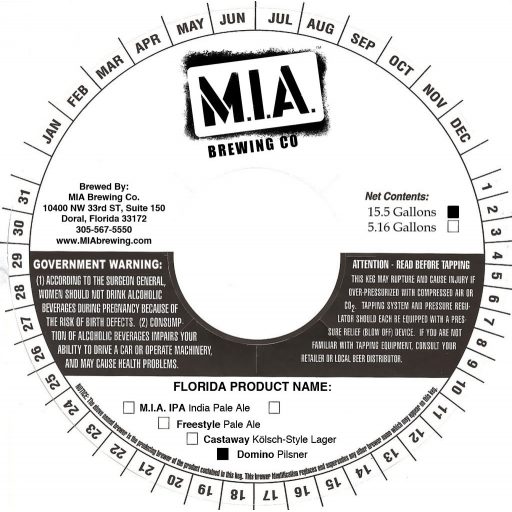 JAN FEB MAR APR MAY JUN JUL AUG SEP OCT NOV DEC
M.I.A.
™
BREWING CO
Brewed By:
MIA Brewing Co.
10400 NW 33rd ST, Suite 150
Doral, Florida 33172
305-567-5550
www.MIAbrewing.com
Net Contents:
15.5 Gallons
5.16 Gallons
GOVERNMENT WARNING:
(1) ACCORDING TO THE SURGEON GENERAL,
WOMEN SHOULD NOT DRINK ALCOHOLIC
BEVERAGES DURING PREGNANCY BECAUSE OF
THE RISK OF BIRTH DEFECTS. (2) CONSUMP-
TION OF ALCOHOLIC BEVERAGES IMPAIRS YOUR
ABILITY TO DRIVE A CAR OR OPERATE MACHINERY,
AND MAY CAUSE HEALTH PROBLEMS.
ATTENTION - READ BEFORE TAPPING
THIS KEG MAY RUPTURE AND CAUSE INJURY IF
OVER-PRESSURIZED WITH COMPRESSED AIR OR
CO2. TAPPING SYSTEM AND PRESSURE REGU-
LATOR SHOULD EACH BE EQUIPPED WITH A PRES-
SURE RELIEF (BLOW OFF) DEVICE. IF YOU ARE NOT
FAMILIAR WITH TAPPING EQUIPMENT, CONSULT YOUR
RETAILER OR LOCAL BEER DISTRIBUTOR.
FLORIDA PRODUCT NAME:
M.I.A. IPA India Pale Ale
Freestyle Pale Ale
Castaway Kölsch-Style Lager
Domino Pilsner
NOTICE: The above named brewer is the producing brewer of the product contained in this keg. This brewer identification replaces and supersedes any other brewer name which may appear on this keg.
1 2 3 4 5 6 7 8 9 10 11 12 13 14 15 16 17 18 19 20 21 22 23 24 25 26 27 28 29 30 31